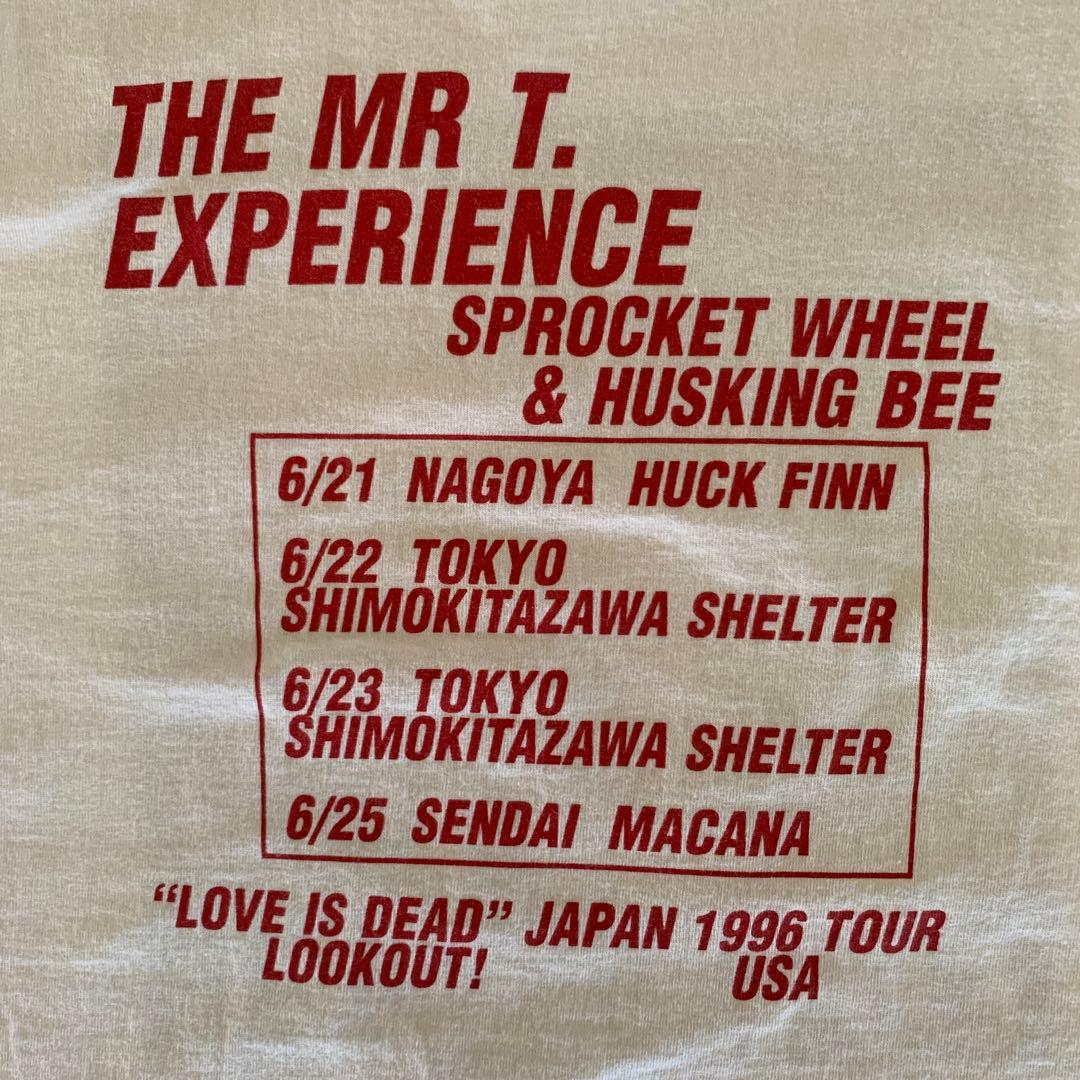 THE MR T.
EXPERIENCE
SPROCKET WHEEL
& HUSKING BEE
6/21 NAGOYA HUCK FINN
6/22 TOKYO
SHIMOKITAZAWA SHELTER
6/23 TOKYO
SHIMOKITAZAWA SHELTER
6/25 SENDAI MACANA
“LOVE IS DEAD” JAPAN 1996 TOUR
LOOKOUT! USA